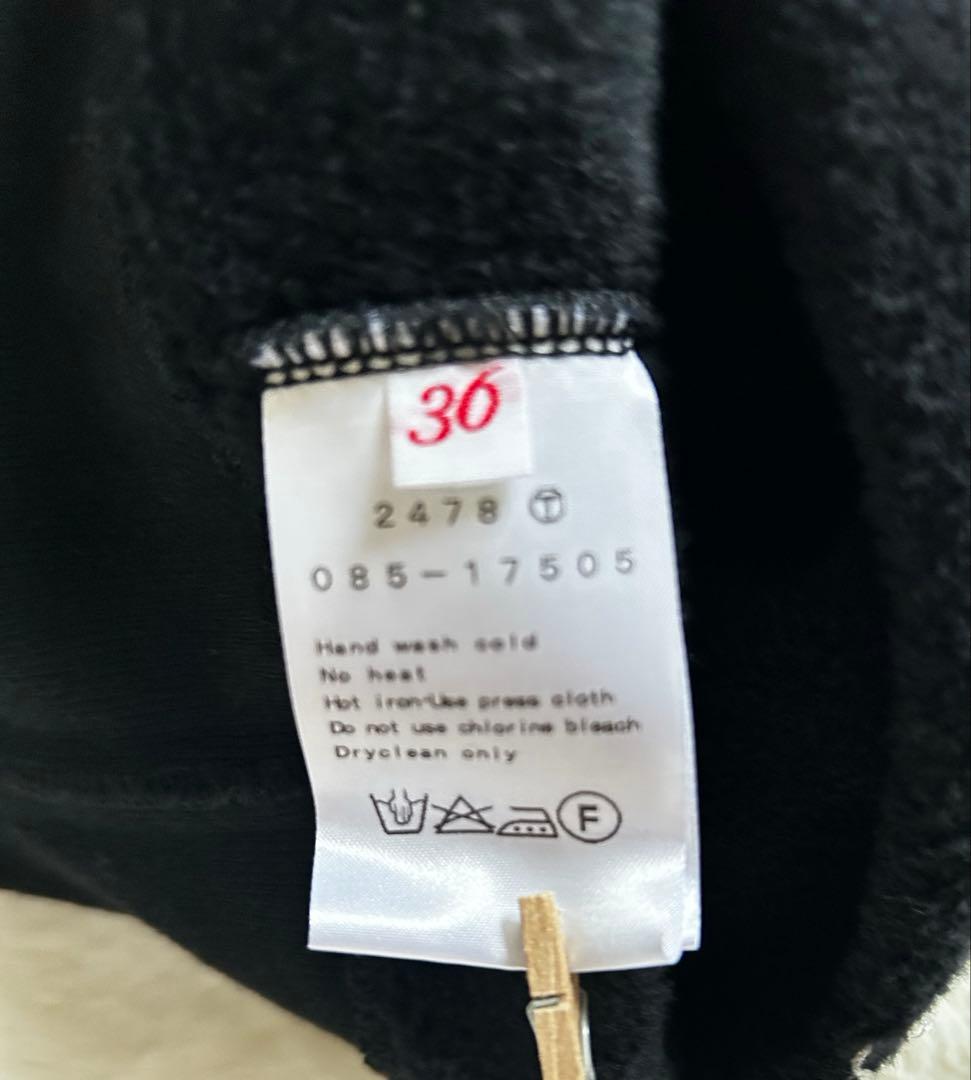 36
2478 Ⓣ
085-17505
Hand wash cold
No heat
Hot iron-Use press cloth
Do not use chlorine bleach
Dryclean only
F